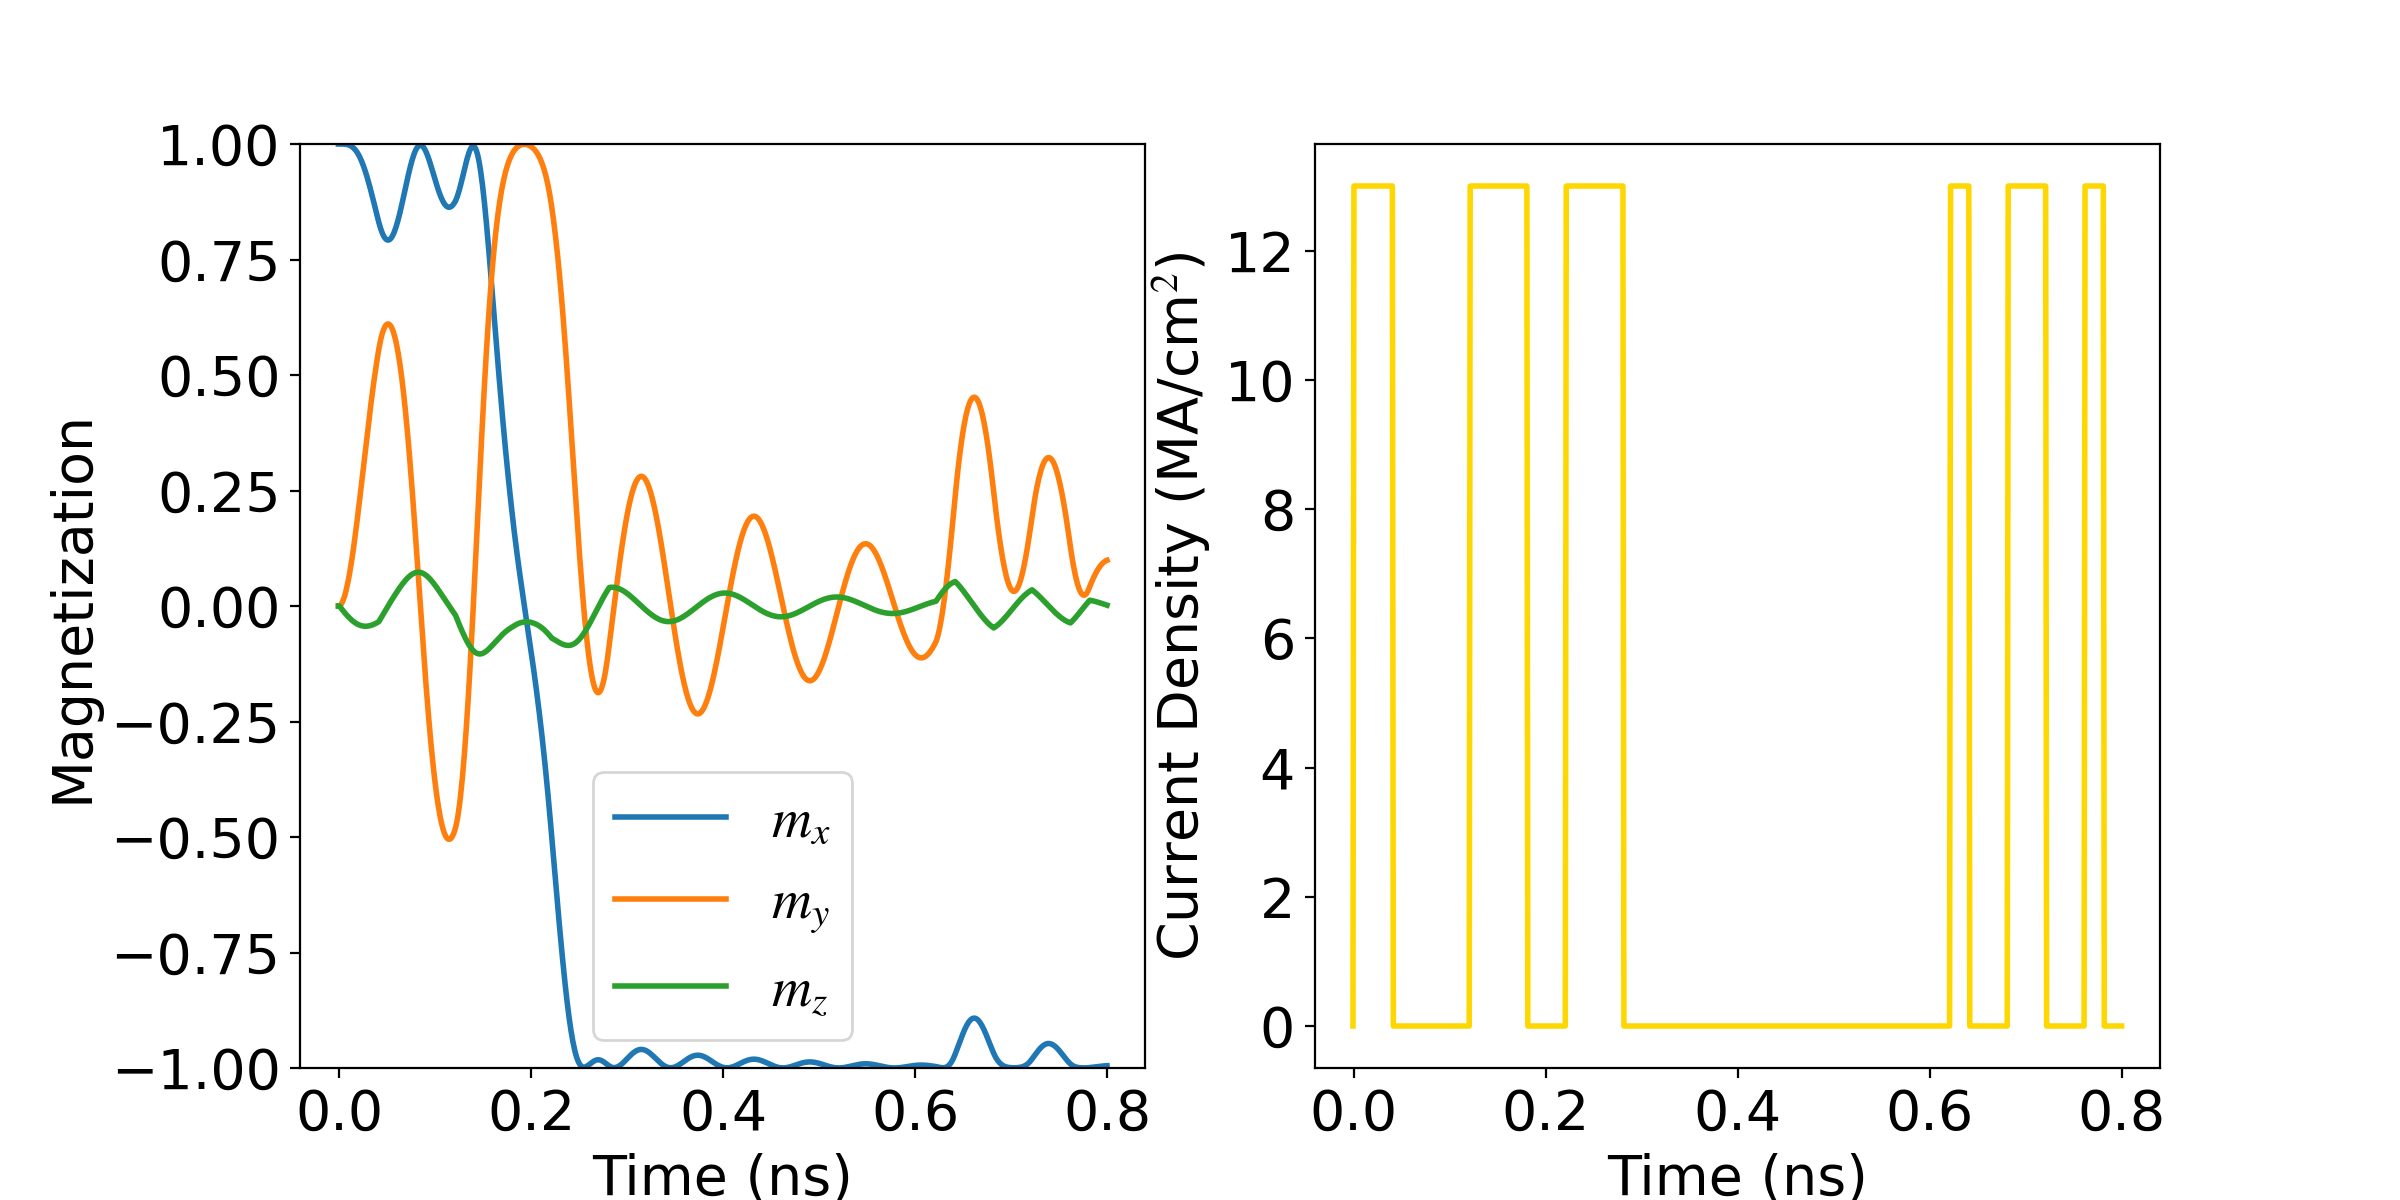 Magnetization
1.00
0.75
0.50
0.25
0.00
−0.25
−0.50
−0.75
−1.00
0.0 0.2 0.4 0.6 0.8
Time (ns)
m_x
m_y
m_z
Current Density (MA/cm²)
12
10
8
6
4
2
0
0.0 0.2 0.4 0.6 0.8
Time (ns)